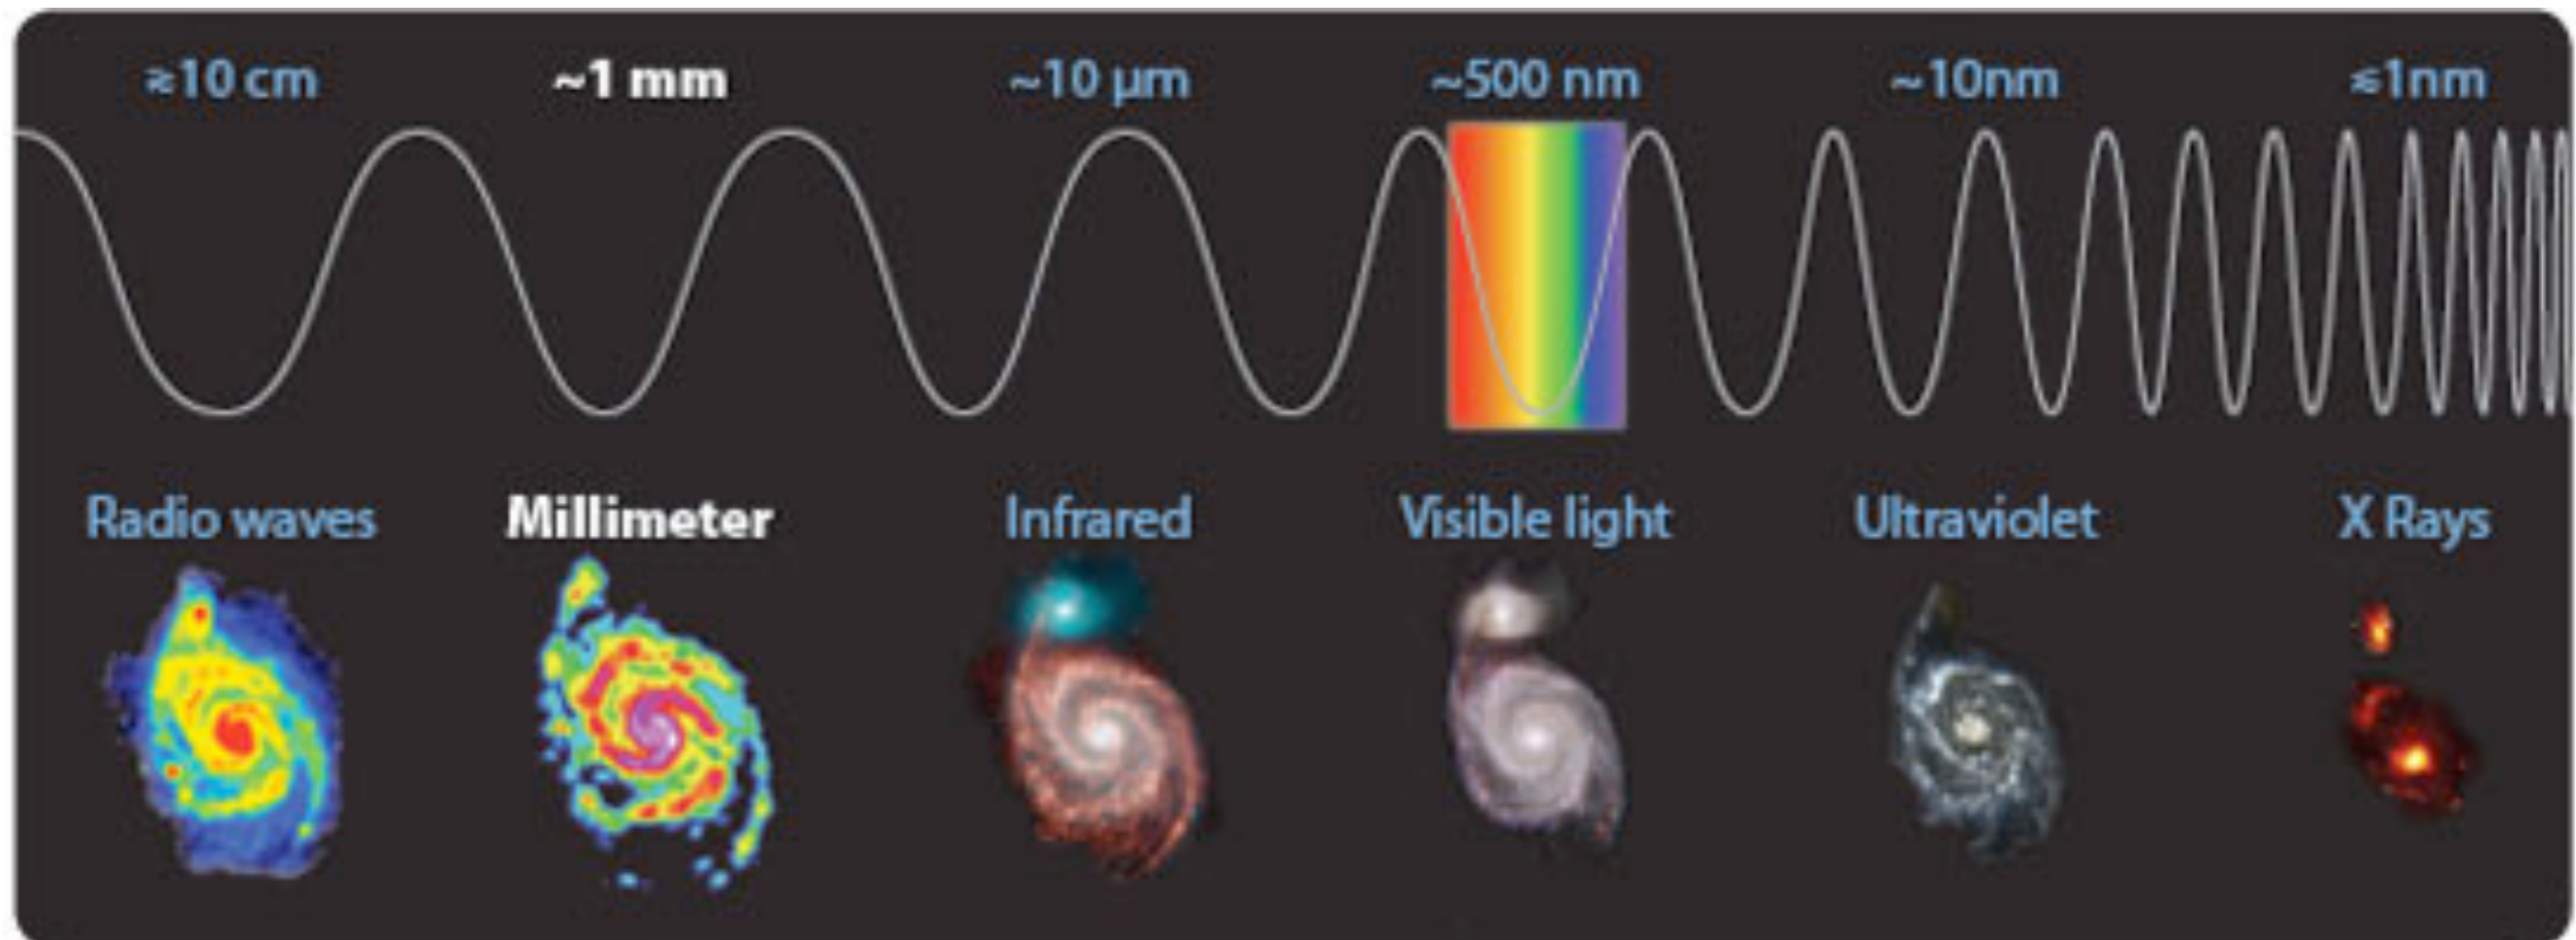 ≳10 cm ~1 mm ~10 µm ~500 nm ~10nm ≲1nm
Radio waves Millimeter Infrared Visible light Ultraviolet X Rays